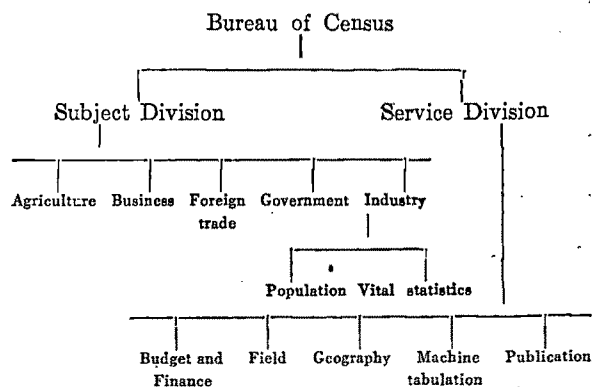 Bureau of Census
Subject Division Service Division
Agriculture Business Foreign trade Government Industry
Population Vital statistics
Budget and Finance Field Geography Machine tabulation Publication